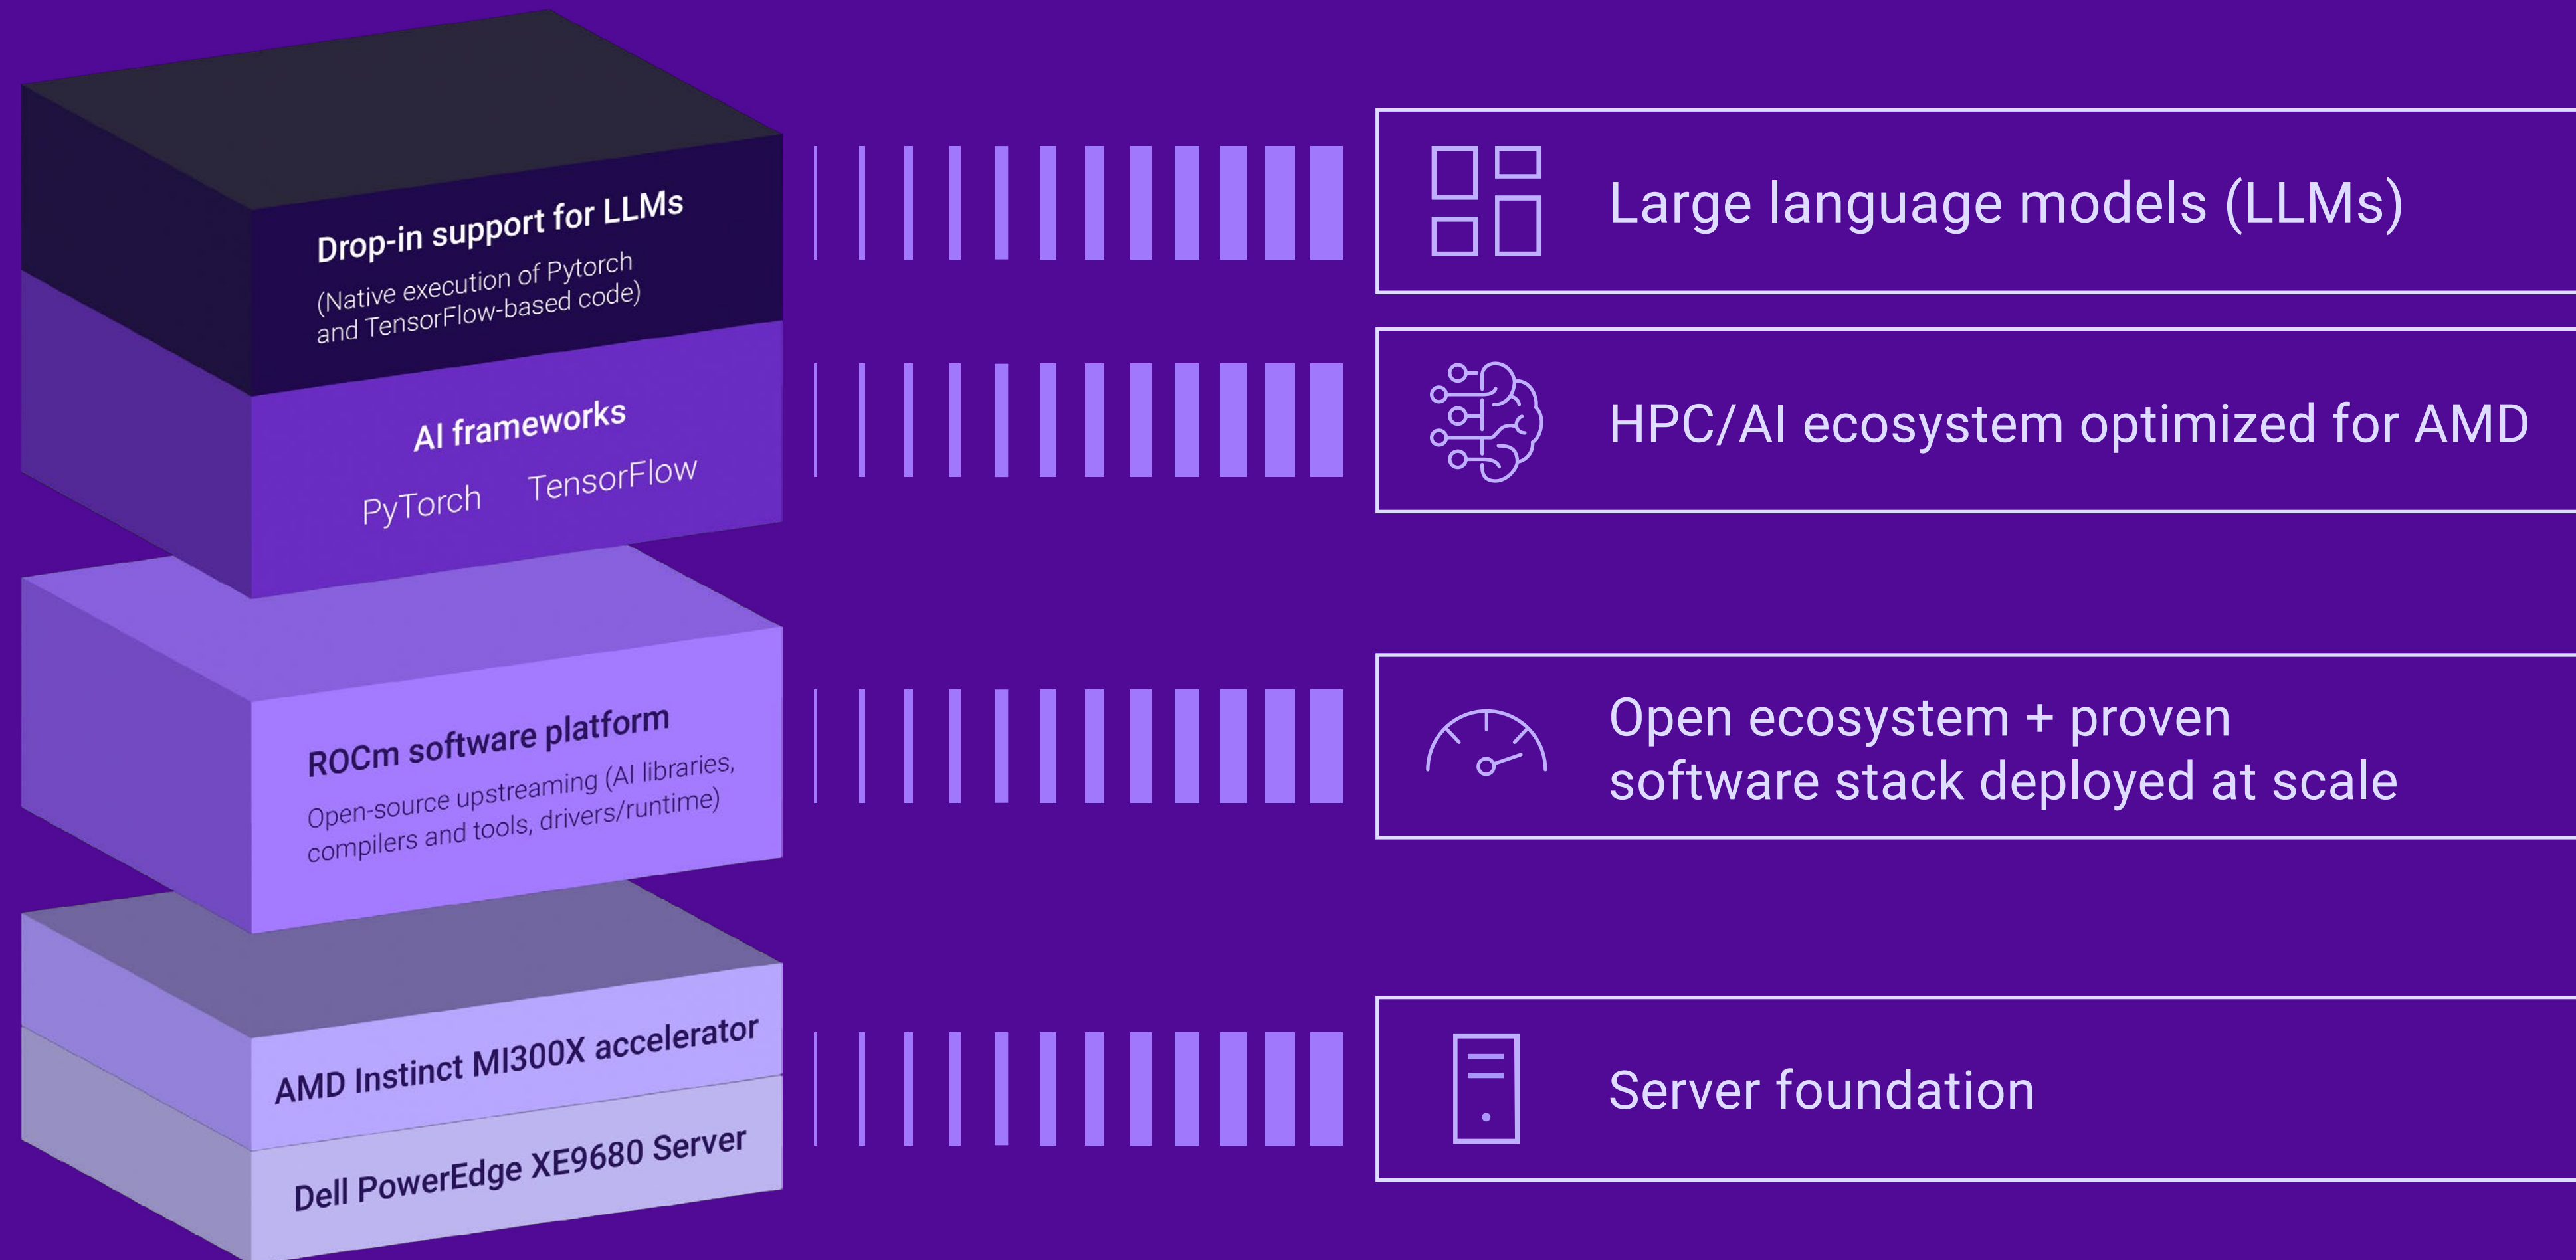 Drop-in support for LLMs
(Native execution of Pytorch
and TensorFlow-based code)
Large language models (LLMs)
AI frameworks
PyTorch TensorFlow
HPC/AI ecosystem optimized for AMD
ROCm software platform
Open-source upstreaming (AI libraries,
compilers and tools, drivers/runtime)
Open ecosystem + proven
software stack deployed at scale
AMD Instinct MI300X accelerator
Dell PowerEdge XE9680 Server
Server foundation